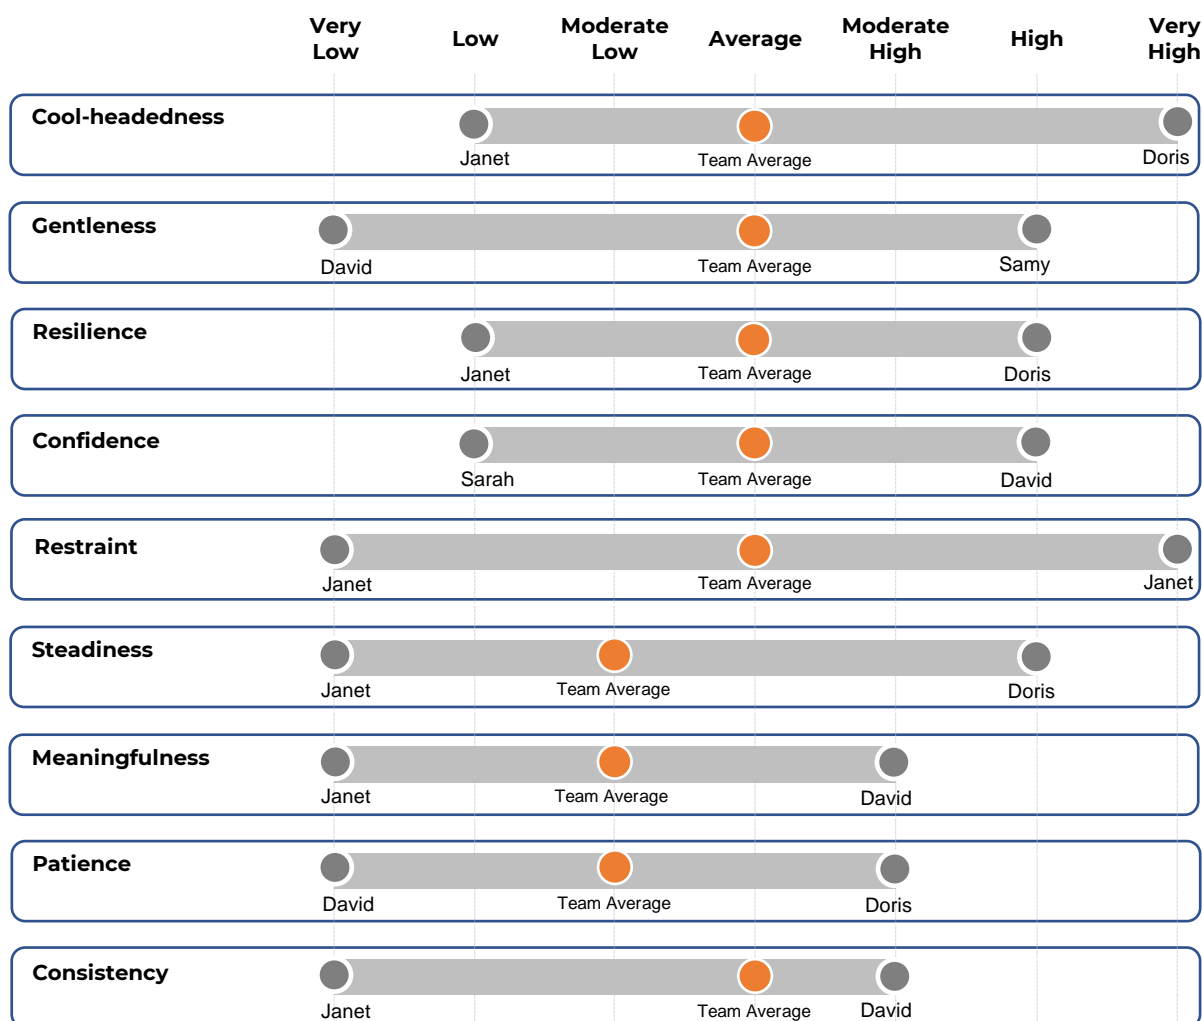 Very
Low
Low
Moderate
Low
Average
Moderate
High
High
Very
High
Cool-headedness
Janet
Team Average
Doris
Gentleness
David
Team Average
Samy
Resilience
Janet
Team Average
Doris
Confidence
Sarah
Team Average
David
Restraint
Janet
Team Average
Janet
Steadiness
Janet
Team Average
Doris
Meaningfulness
Janet
Team Average
David
Patience
David
Team Average
Doris
Consistency
Janet
Team Average
David